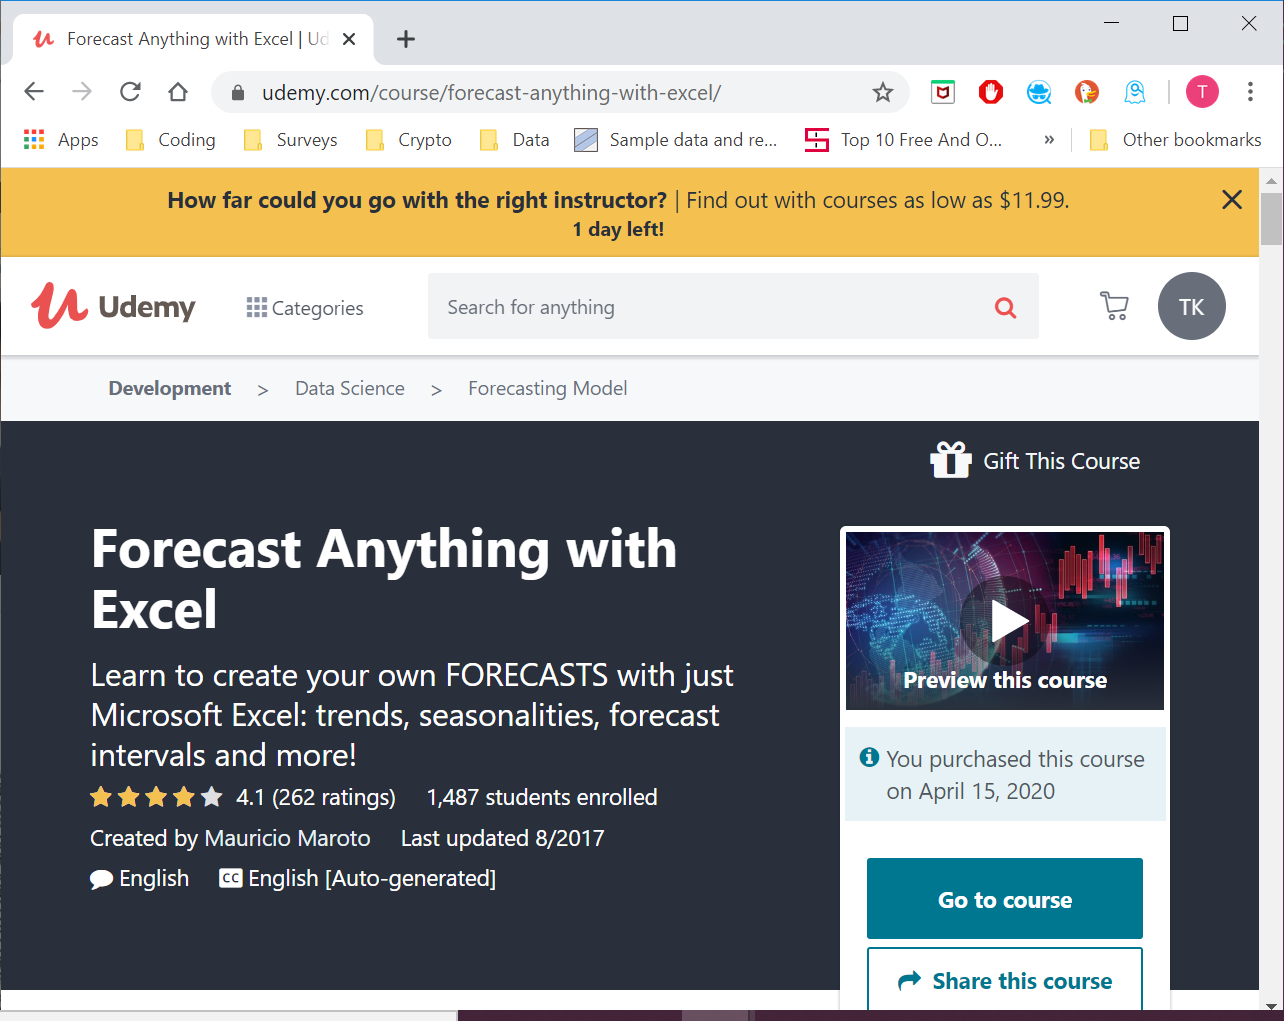 Forecast Anything with Excel | Ud
udemy.com/course/forecast-anything-with-excel/
T
Apps
Coding
Surveys
Crypto
Data
Sample data and re...
Top 10 Free And O...
»
Other bookmarks
How far could you go with the right instructor? | Find out with courses as low as $11.99.
1 day left!
Udemy
Categories
Search for anything
TK
Development > Data Science > Forecasting Model
Gift This Course
Forecast Anything with
Excel
Learn to create your own FORECASTS with just
Microsoft Excel: trends, seasonalities, forecast
intervals and more!
4.1 (262 ratings) 1,487 students enrolled
Created by Mauricio Maroto Last updated 8/2017
English CC English [Auto-generated]
Preview this course
You purchased this course
on April 15, 2020
Go to course
Share this course